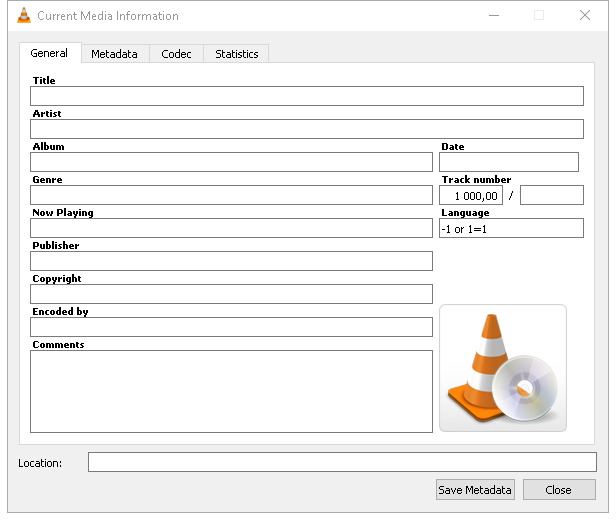 Current Media Information
General Metadata Codec Statistics
Title
Artist
Album Date
Genre Track number
1 000,00 /
Now Playing Language
-1 or 1=1
Publisher
Copyright
Encoded by
Comments
Location:
Save Metadata Close